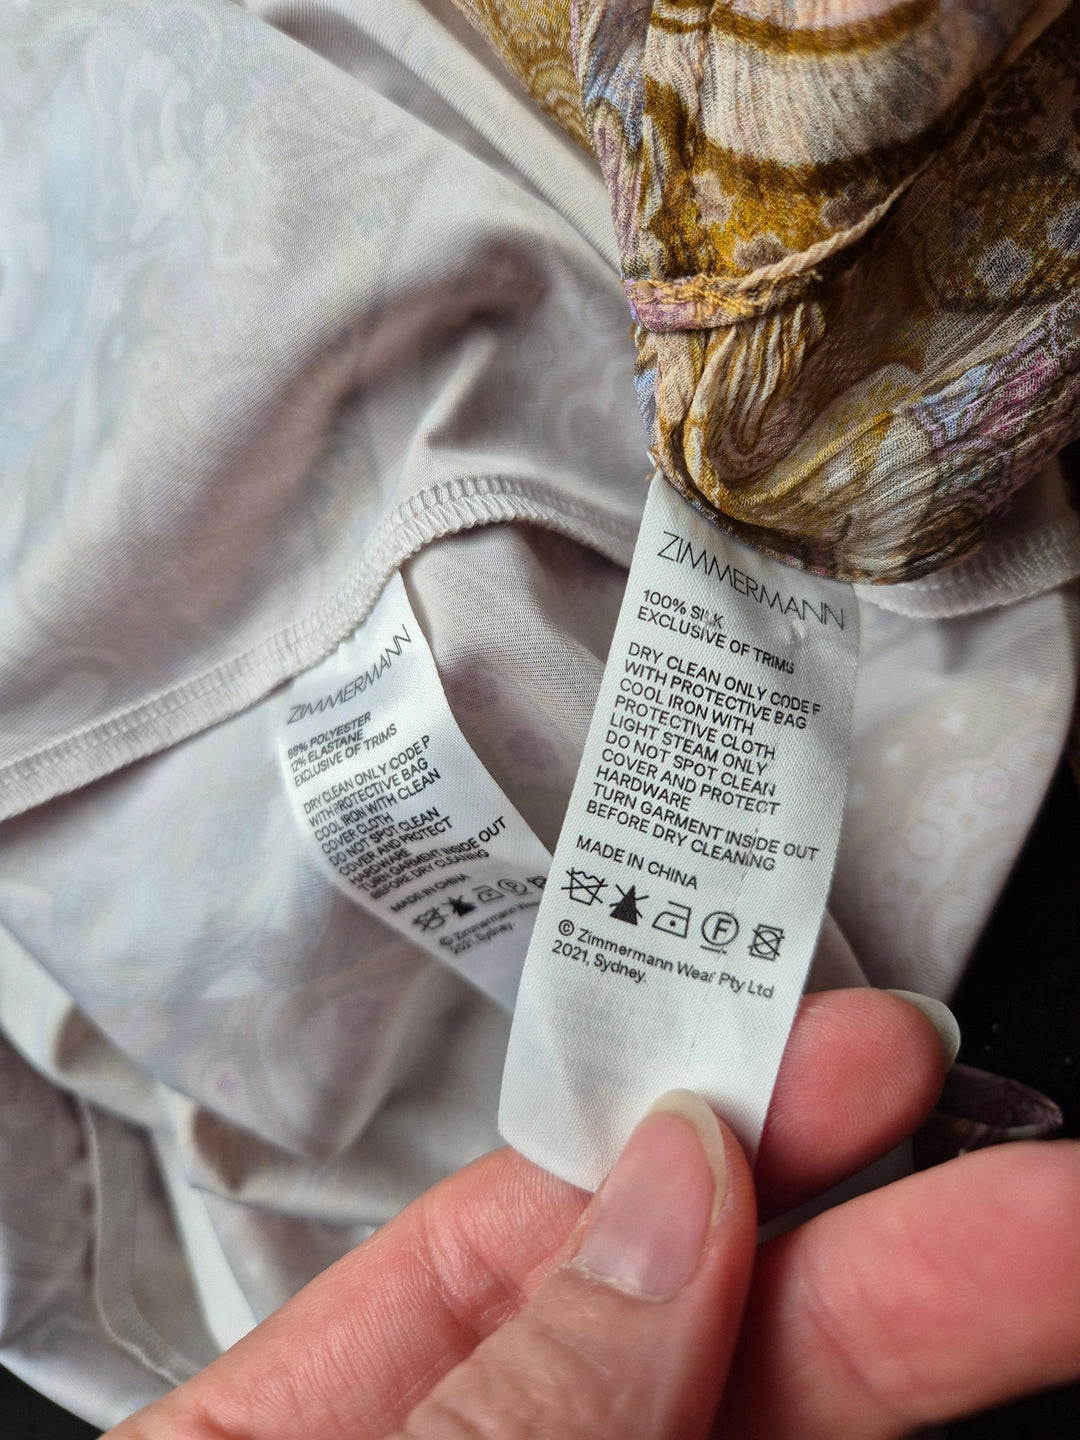 ZIMMERMANN
88% POLYESTER
12% ELASTANE
EXCLUSIVE OF TRIMS
DRY CLEAN ONLY CODE P
WITH PROTECTIVE BAG
COOL IRON WITH CLEAN
COVER CLOTH
DO NOT SPOT CLEAN
COVER AND PROTECT
HARDWARE
TURN GARMENT INSIDE OUT
BEFORE DRY CLEANING
MADE IN CHINA
P
© Zimmermann
2021, Sydney.
ZIMMERMANN
100% SILK
EXCLUSIVE OF TRIMS
DRY CLEAN ONLY CODE F
WITH PROTECTIVE BAG
COOL IRON WITH
PROTECTIVE CLOTH
LIGHT STEAM ONLY
DO NOT SPOT CLEAN
COVER AND PROTECT
HARDWARE
TURN GARMENT INSIDE OUT
BEFORE DRY CLEANING
MADE IN CHINA
F
© Zimmermann Wear Pty Ltd
2021, Sydney.